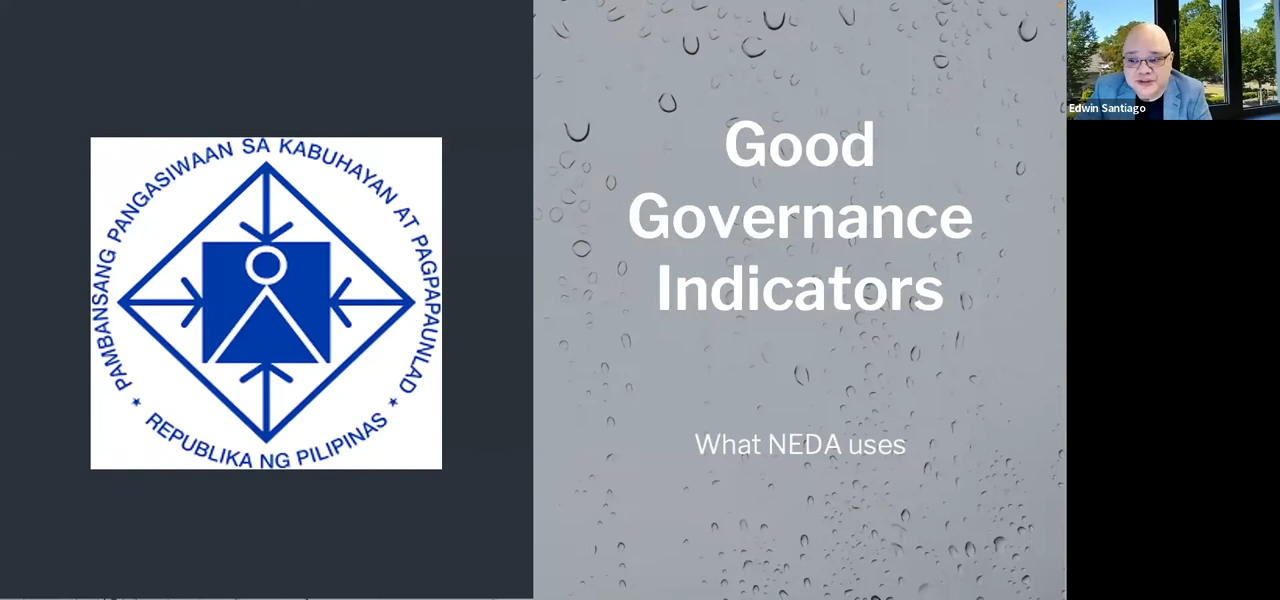 PAMBANSANG PANGASIWAAN SA KABUHAYAN AT PAGPAPAUNLAD
★ REPUBLIKA NG PILIPINAS ★
Good
Governance
Indicators
What NEDA uses
Edwin Santiago